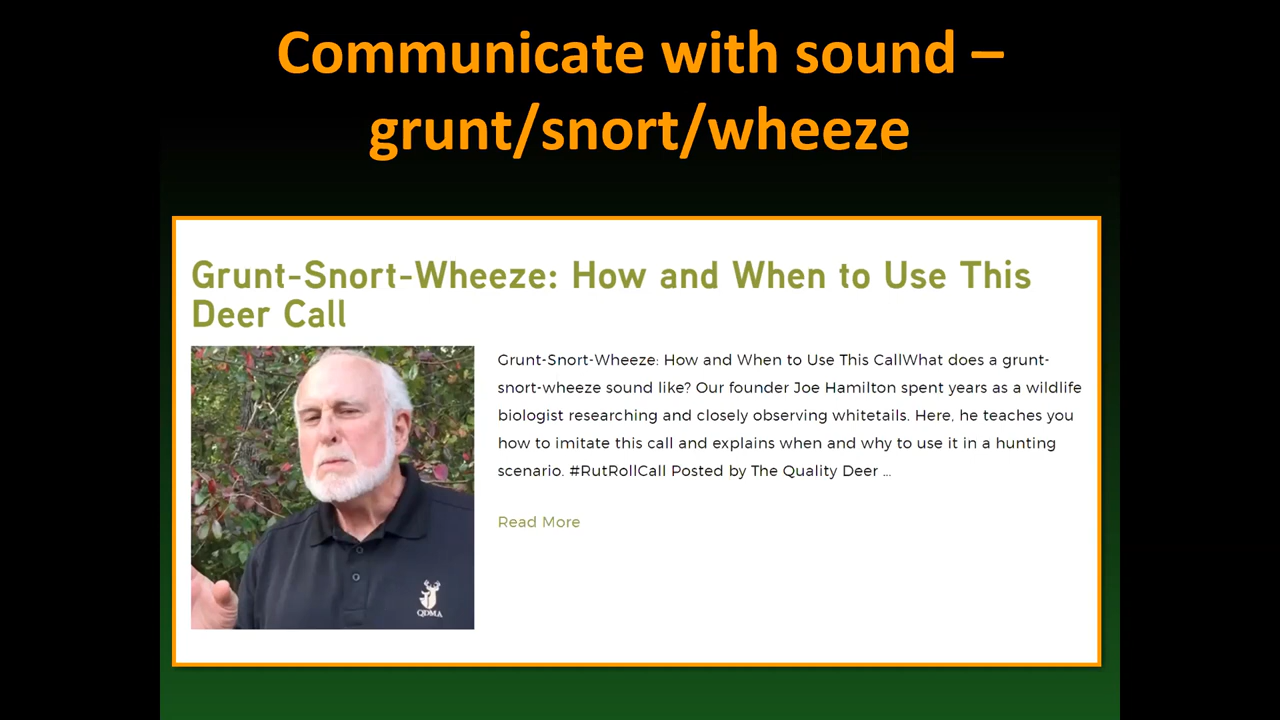 Communicate with sound –
grunt/snort/wheeze
Grunt-Snort-Wheeze: How and When to Use This
Deer Call
Grunt-Snort-Wheeze: How and When to Use This CallWhat does a grunt-
snort-wheeze sound like? Our founder Joe Hamilton spent years as a wildlife
biologist researching and closely observing whitetails. Here, he teaches you
how to imitate this call and explains when and why to use it in a hunting
scenario. #RutRollCall Posted by The Quality Deer ...
Read More
QDMA